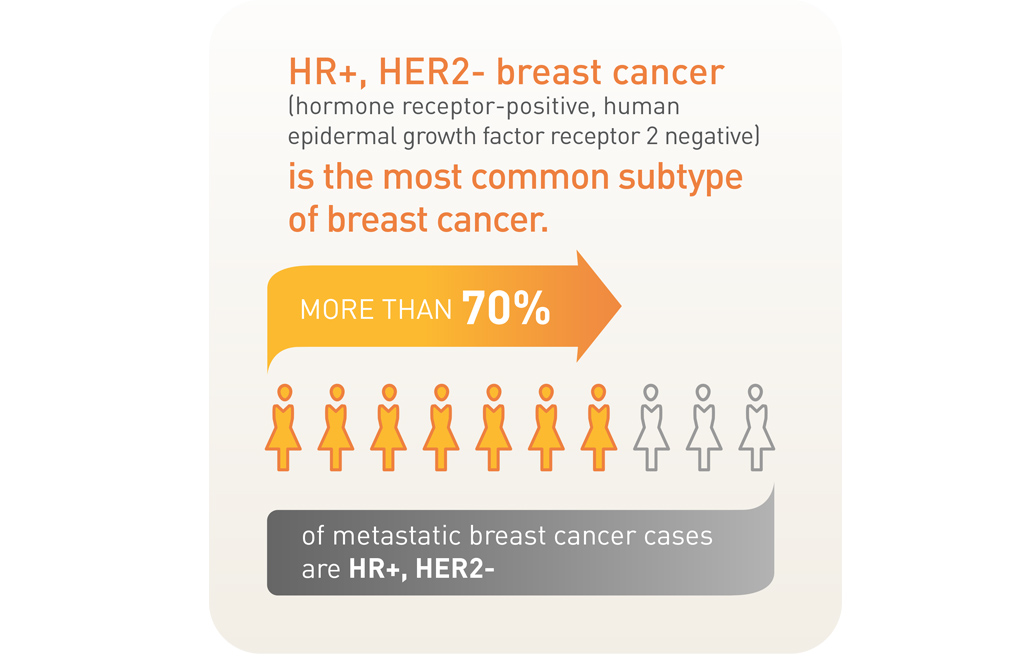 HR+, HER2- breast cancer
(hormone receptor-positive, human
epidermal growth factor receptor 2 negative)
is the most common subtype
of breast cancer.
MORE THAN 70%
of metastatic breast cancer cases
are HR+, HER2-